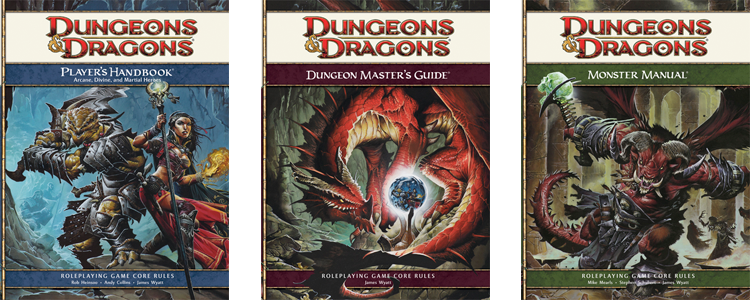 DUNGEONS
& DRAGONS®
PLAYER'S HANDBOOK®
Arcane, Divine, and Martial Heroes
ROLEPLAYING GAME CORE RULES
Rob Heinsoo • Andy Collins • James Wyatt
DUNGEONS
& DRAGONS®
DUNGEON MASTER'S GUIDE®
ROLEPLAYING GAME CORE RULES
James Wyatt
DUNGEONS
& DRAGONS®
MONSTER MANUAL®
ROLEPLAYING GAME CORE RULES
Mike Mearls • Stephen Schubert • James Wyatt